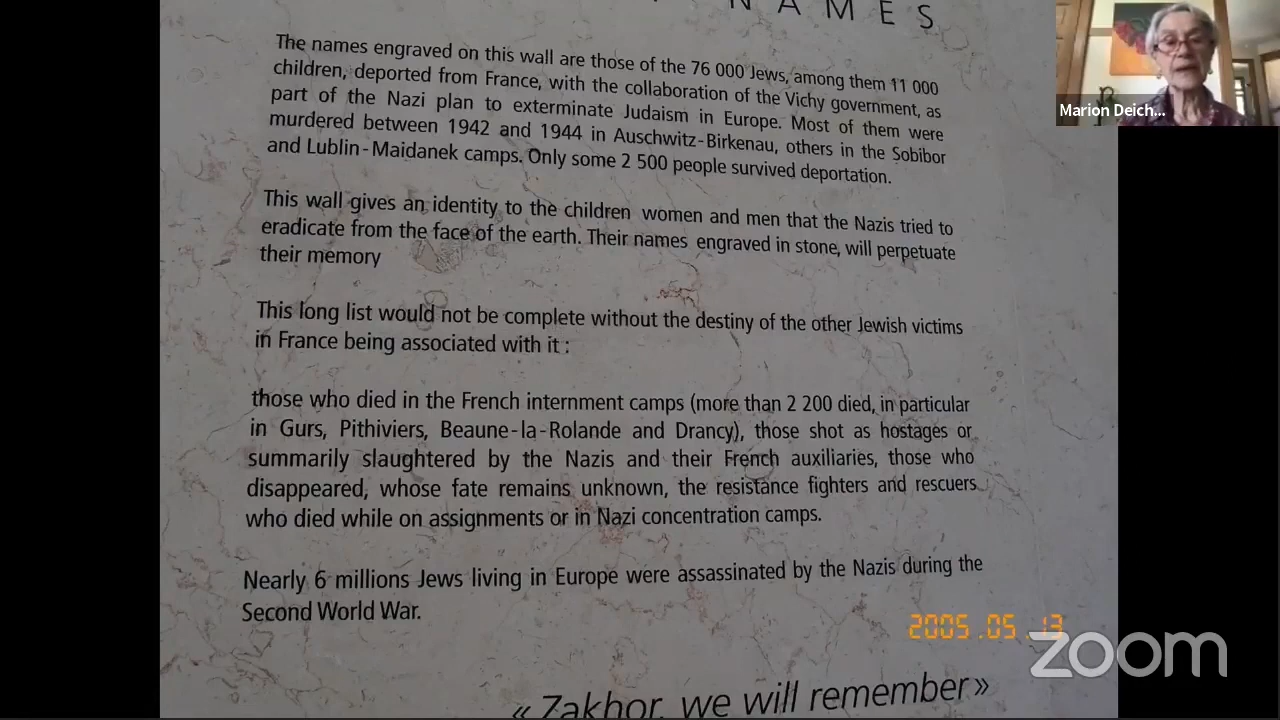 NAMES
The names engraved on this wall are those of the 76 000 Jews, among them 11 000
children, deported from France, with the collaboration of the Vichy government, as
part of the Nazi plan to exterminate Judaism in Europe. Most of them were
murdered between 1942 and 1944 in Auschwitz-Birkenau, others in the Sobibor
and Lublin-Maidanek camps. Only some 2 500 people survived deportation.
This wall gives an identity to the children women and men that the Nazis tried to
eradicate from the face of the earth. Their names engraved in stone, will perpetuate
their memory
This long list would not be complete without the destiny of the other Jewish victims
in France being associated with it :
those who died in the French internment camps (more than 2 200 died, in particular
in Gurs, Pithiviers, Beaune-la-Rolande and Drancy), those shot as hostages or
summarily slaughtered by the Nazis and their French auxiliaries, those who
disappeared, whose fate remains unknown, the resistance fighters and rescuers
who died while on assignments or in Nazi concentration camps.
Nearly 6 millions Jews living in Europe were assassinated by the Nazis during the
Second World War.
« Zakhor, we will remember»
2005.05.13
Marion Deich...
zoom